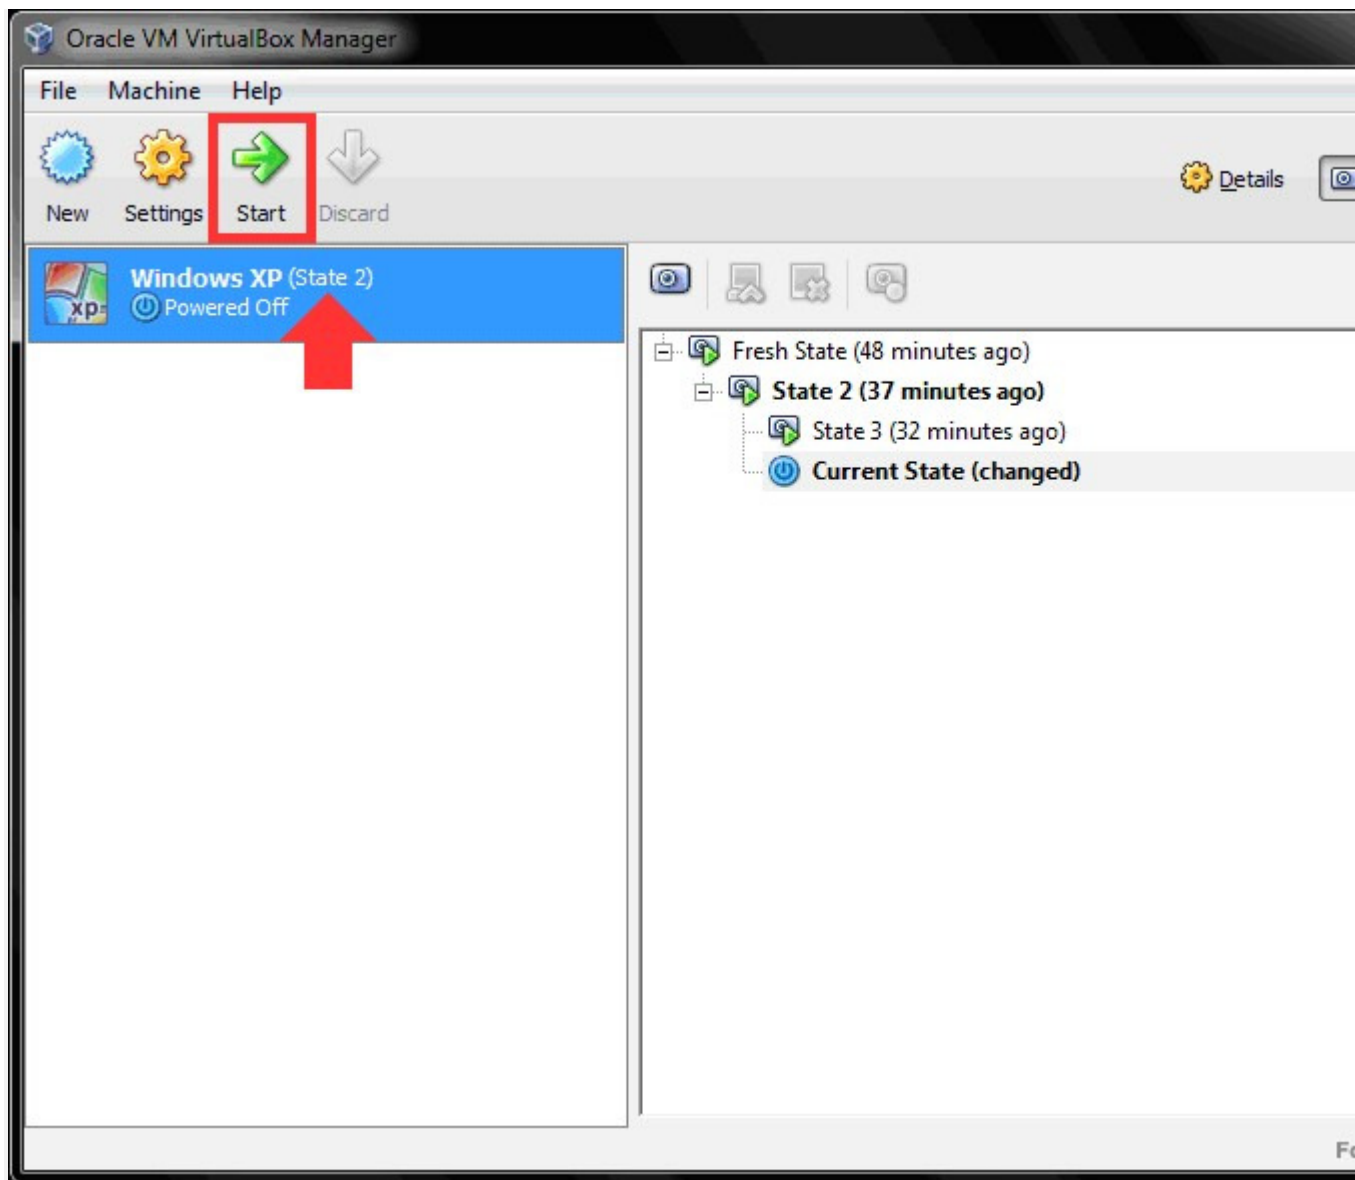 Oracle VM VirtualBox Manager
File Machine Help
New Settings Start Discard
Details
Windows XP (State 2)
Powered Off
xp
Fresh State (48 minutes ago)
State 2 (37 minutes ago)
State 3 (32 minutes ago)
Current State (changed)